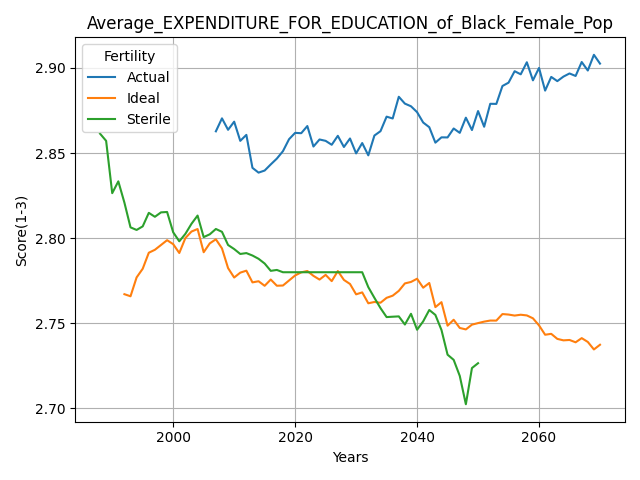 Average_EXPENDITURE_FOR_EDUCATION_of_Black_Female_Pop
Fertility
Actual
Ideal
Sterile
Score(1-3)
2.90
2.85
2.80
2.75
2.70
2000
2020
2040
2060
Years